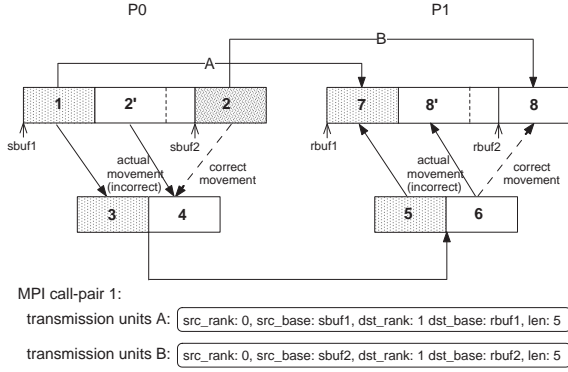 P0 P1
B
A
1 2' 2 7 8' 8
sbuf1 sbuf2 rbuf1 rbuf2
actual movement (incorrect) correct movement actual movement (incorrect) correct movement
3 4 5 6
MPI call-pair 1:
transmission units A: src_rank: 0, src_base: sbuf1, dst_rank: 1 dst_base: rbuf1, len: 5
transmission units B: src_rank: 0, src_base: sbuf2, dst_rank: 1 dst_base: rbuf2, len: 5